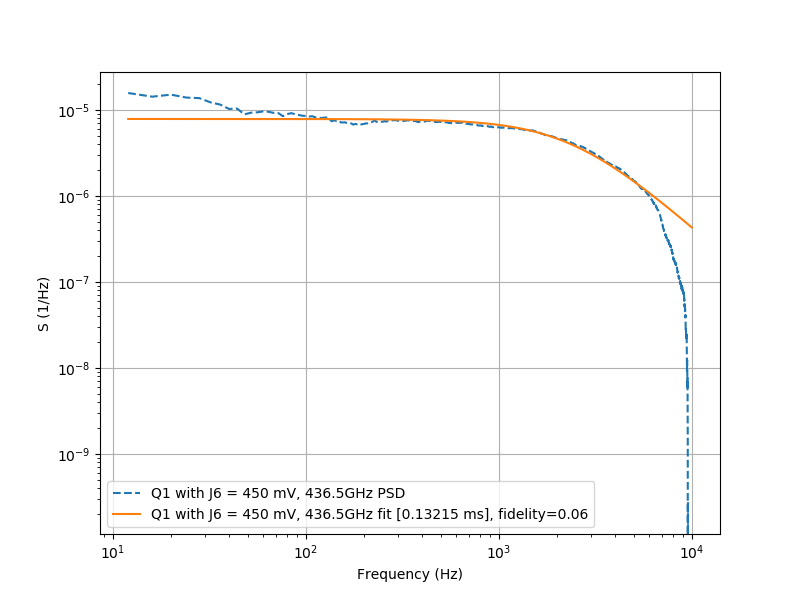 10⁻⁵
10⁻⁶
10⁻⁷
10⁻⁸
10⁻⁹
S (1/Hz)
Q1 with J6 = 450 mV, 436.5GHz PSD
Q1 with J6 = 450 mV, 436.5GHz fit [0.13215 ms], fidelity=0.06
10¹ 10² 10³ 10⁴
Frequency (Hz)